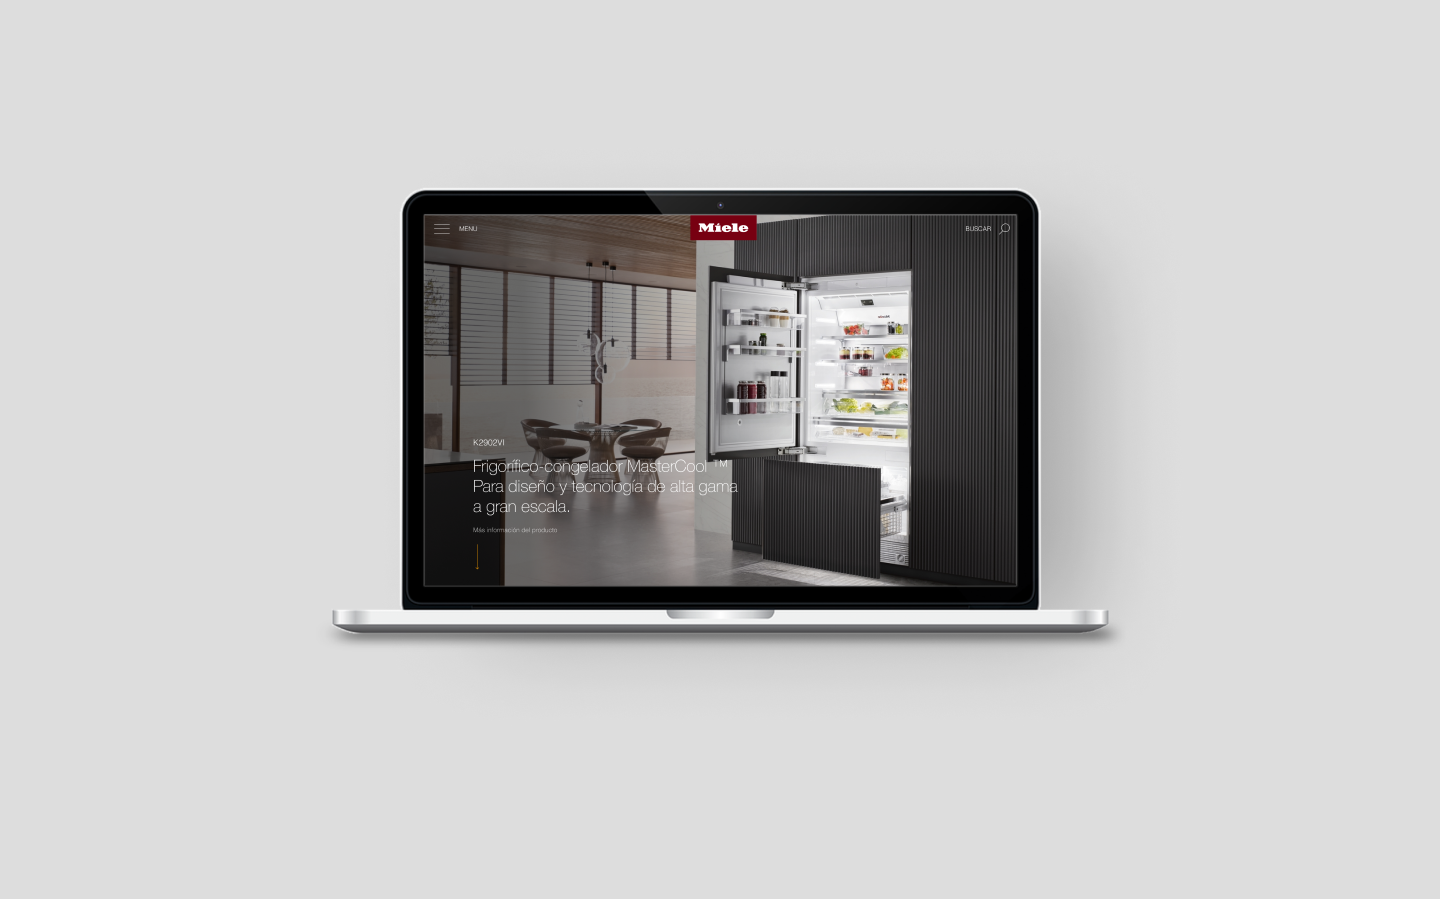 MENU
Miele
BUSCAR
K2902VI
Frigorífico-congelador MasterCool ™
Para diseño y tecnología de alta gama
a gran escala.
Más información del producto